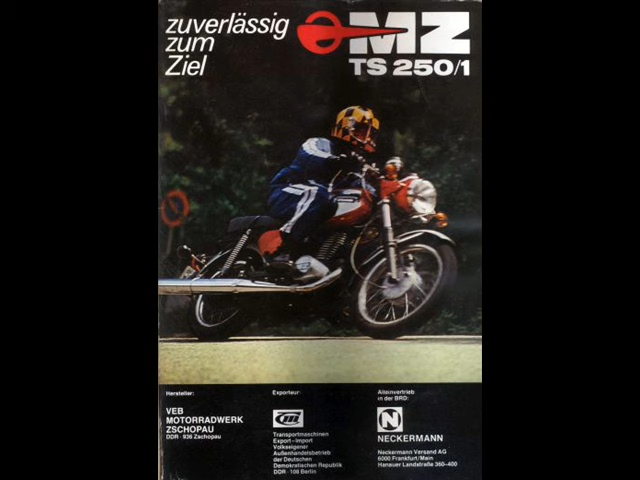 zuverlässig
zum
Ziel
MZ
TS 250/1
Hersteller:
VEB
MOTORRADWERK
ZSCHOPAU
DDR · 936 Zschopau
Exporteur:
Transportmaschinen
Export-Import
Volkseigener
Außenhandelsbetrieb
der Deutschen
Demokratischen Republik
DDR · 108 Berlin
Alleinvertrieb
in der BRD:
N
NECKERMANN
Neckermann Versand AG
6000 Frankfurt/Main
Hanauer Landstraße 360-400